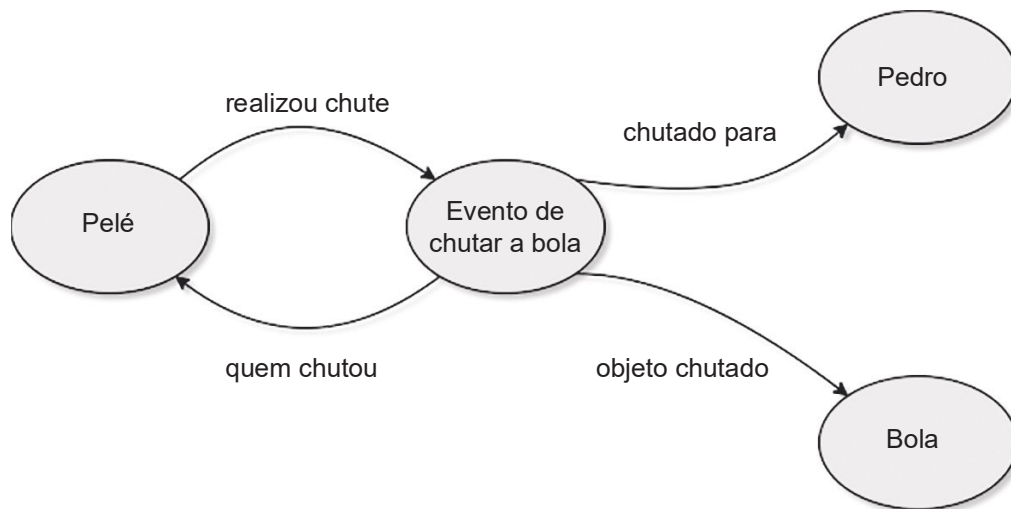 Pedro
realizou chute
chutado para
Pelé
Evento de
chutar a bola
quem chutou
objeto chutado
Bola